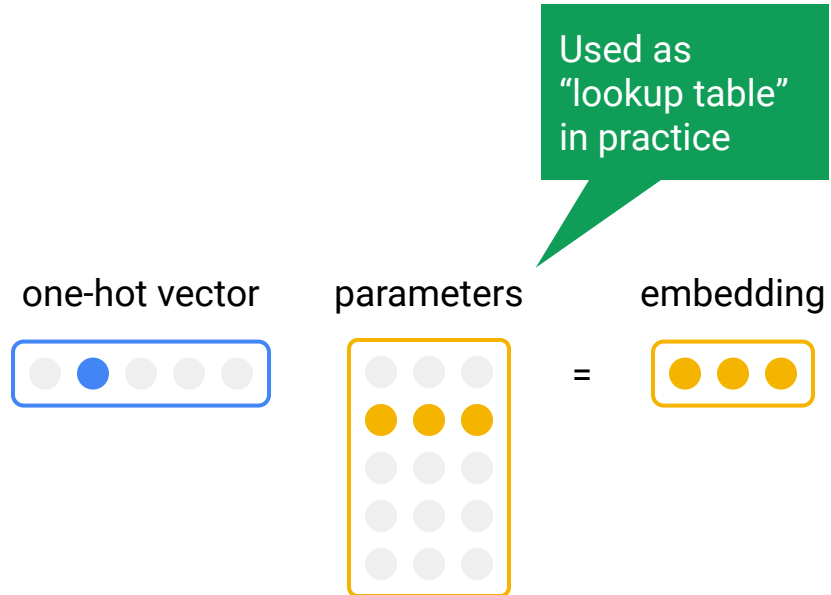 Used as
“lookup table”
in practice
one-hot vector
parameters
embedding
=